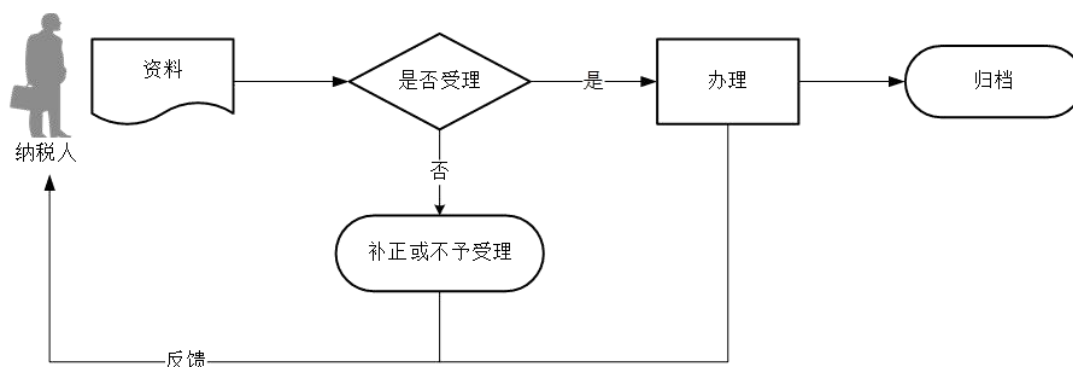 资料
是否受理
是
办理
归档
纳税人
否
补正或不予受理
反馈